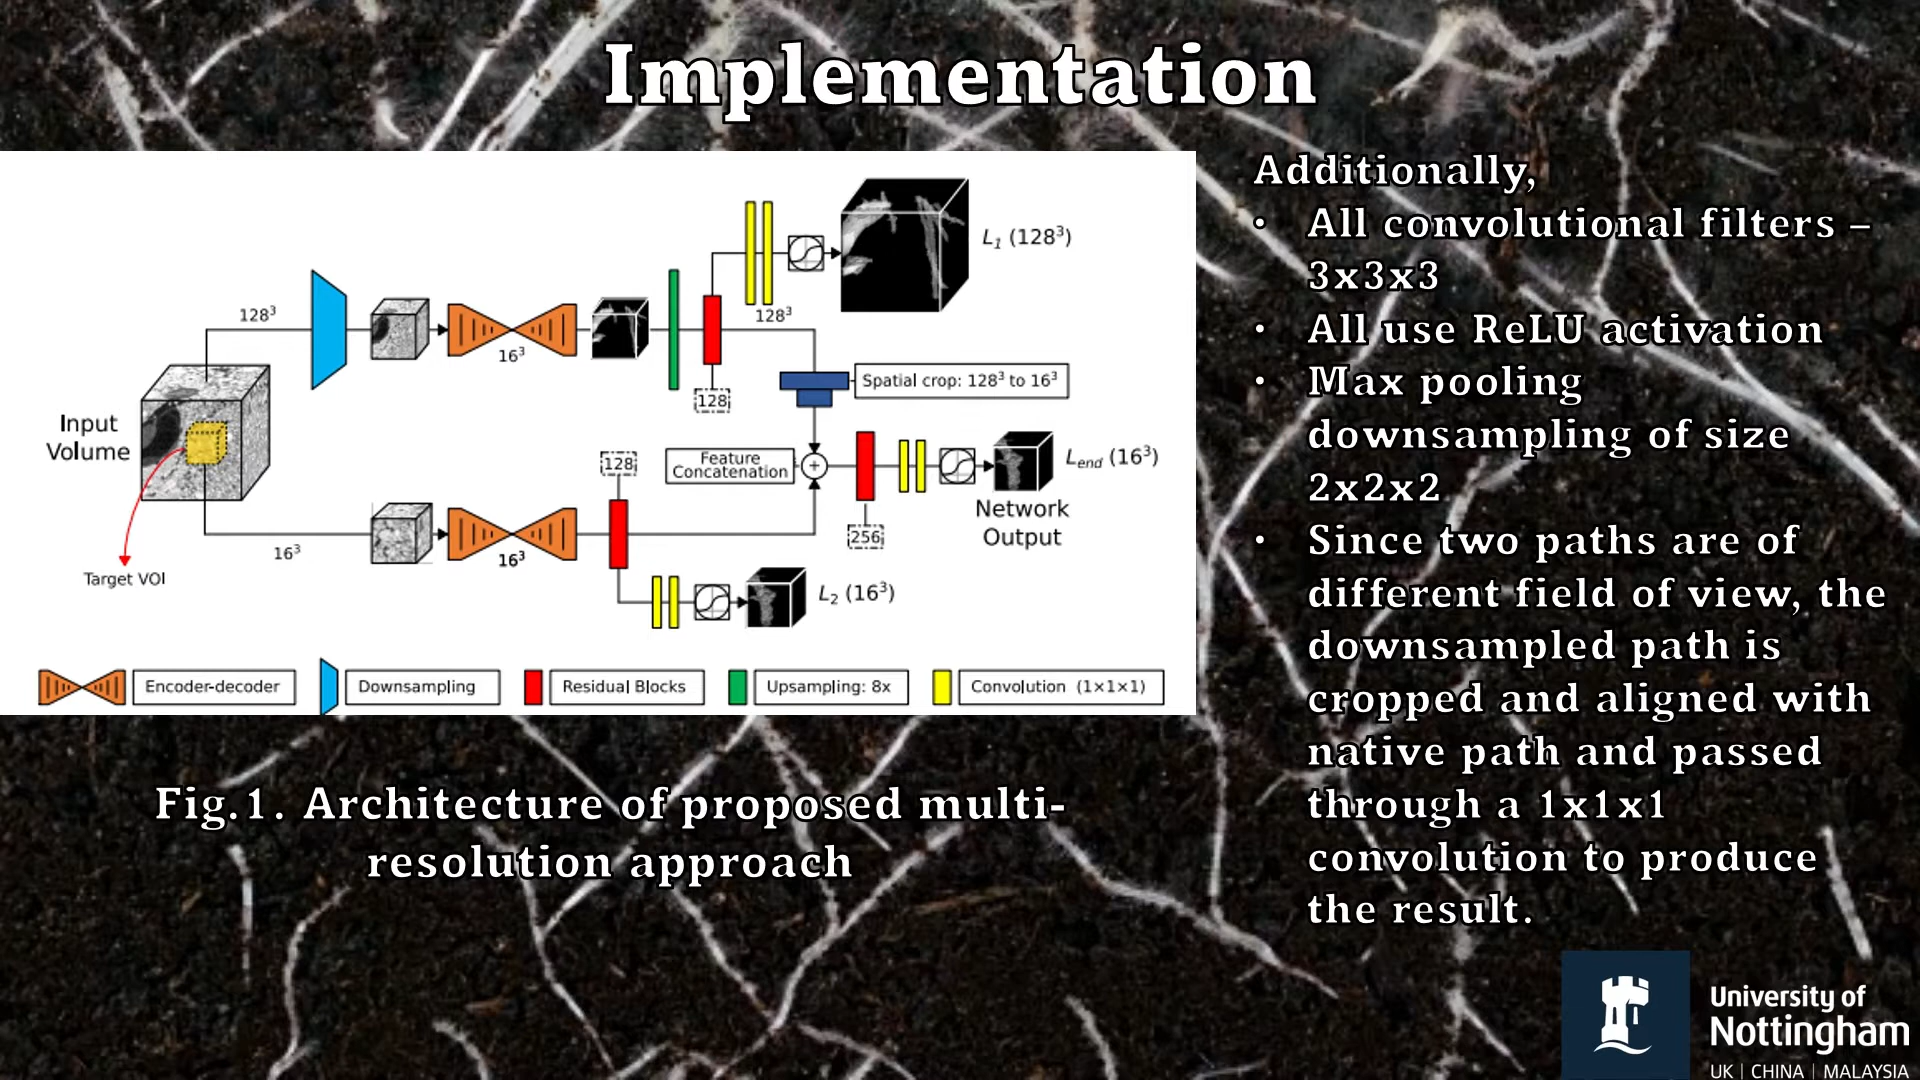 Implementation
L₁ (128³)
128³
128³
16³
Spatial crop: 128³ to 16³
128
Input
Volume
128
Feature
Concatenation
+
Lend (16³)
Network
Output
256
16³
16³
Target VOI
L₂ (16³)
Encoder-decoder
Downsampling
Residual Blocks
Upsampling: 8x
Convolution (1×1×1)
Fig.1. Architecture of proposed multi-
resolution approach
Additionally,
• All convolutional filters –
3x3x3
• All use ReLU activation
• Max pooling
downsampling of size
2x2x2
• Since two paths are of
different field of view, the
downsampled path is
cropped and aligned with
native path and passed
through a 1x1x1
convolution to produce
the result.
University of
Nottingham
UK | CHINA | MALAYSIA